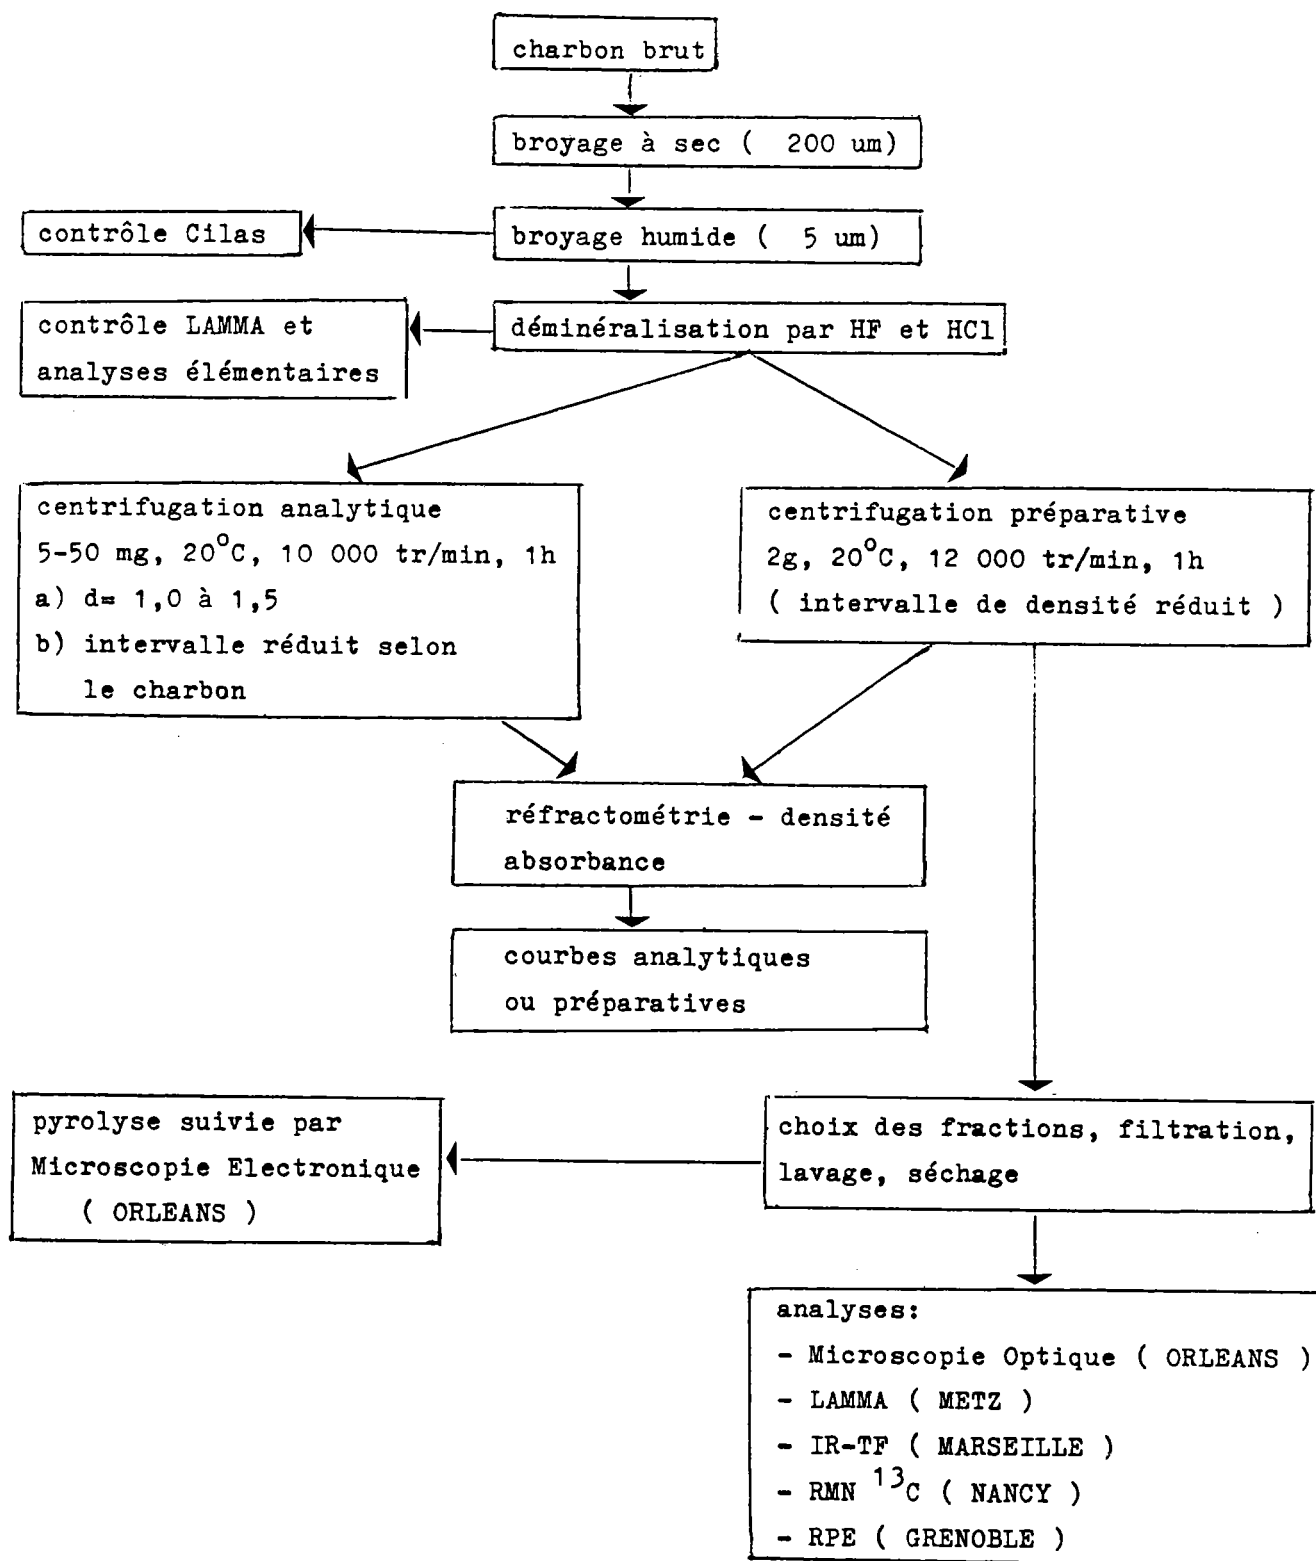 charbon brut
broyage à sec ( 200 um)
contrôle Cilas
broyage humide ( 5 um)
contrôle LAMMA et
analyses élémentaires
déminéralisation par HF et HCl
centrifugation analytique
5-50 mg, 20°C, 10 000 tr/min, 1h
a) d= 1,0 à 1,5
b) intervalle réduit selon
le charbon
centrifugation préparative
2g, 20°C, 12 000 tr/min, 1h
( intervalle de densité réduit )
réfractométrie - densité
absorbance
courbes analytiques
ou préparatives
pyrolyse suivie par
Microscopie Electronique
( ORLEANS )
choix des fractions, filtration,
lavage, séchage
analyses:
- Microscopie Optique ( ORLEANS )
- LAMMA ( METZ )
- IR-TF ( MARSEILLE )
- RMN ¹³C ( NANCY )
- RPE ( GRENOBLE )